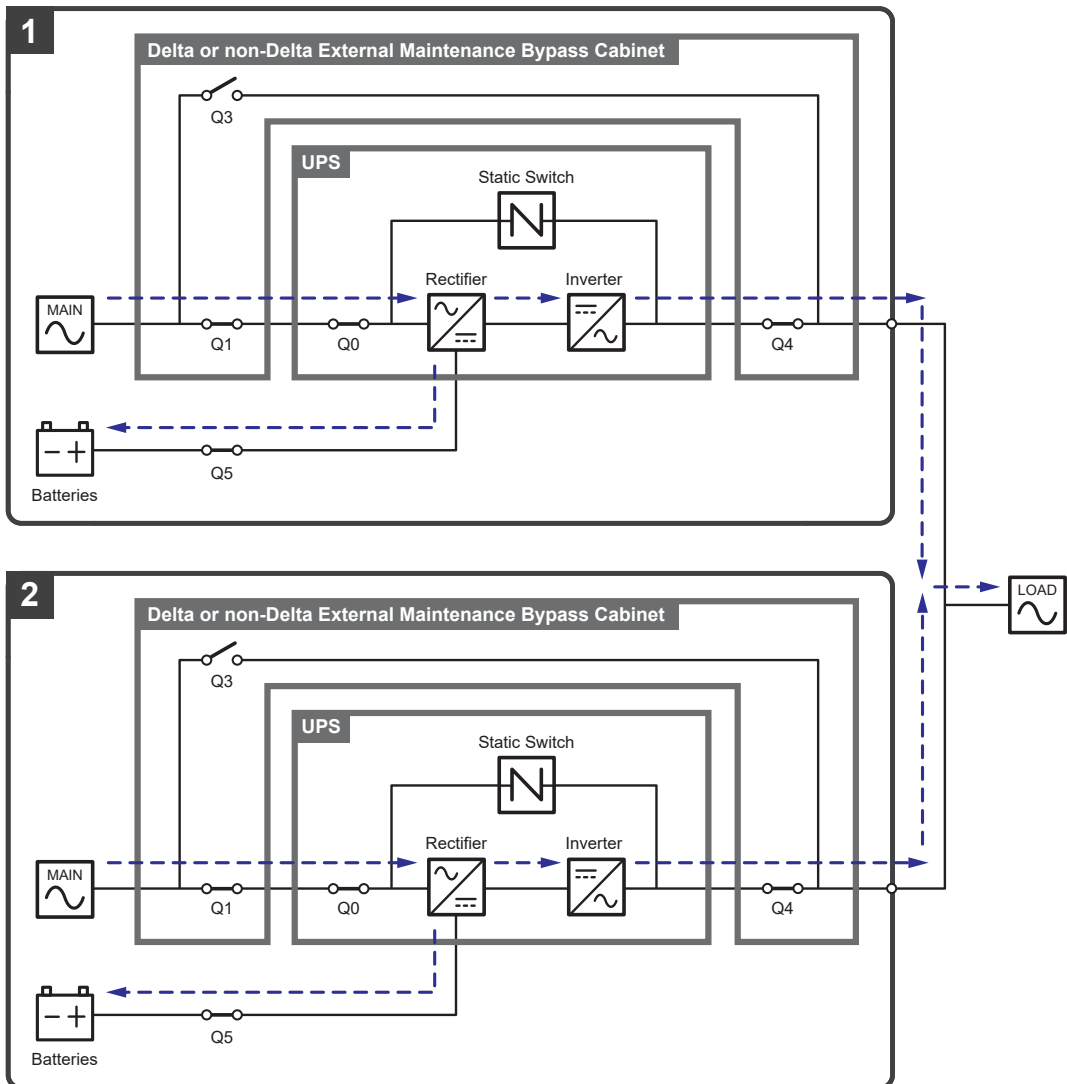 1
Delta or non-Delta External Maintenance Bypass Cabinet
Q3
UPS
Static Switch
Rectifier
Inverter
MAIN
Q1
Q0
Q4
Q5
Batteries
2
Delta or non-Delta External Maintenance Bypass Cabinet
LOAD
Q3
UPS
Static Switch
Rectifier
Inverter
MAIN
Q1
Q0
Q4
Q5
Batteries